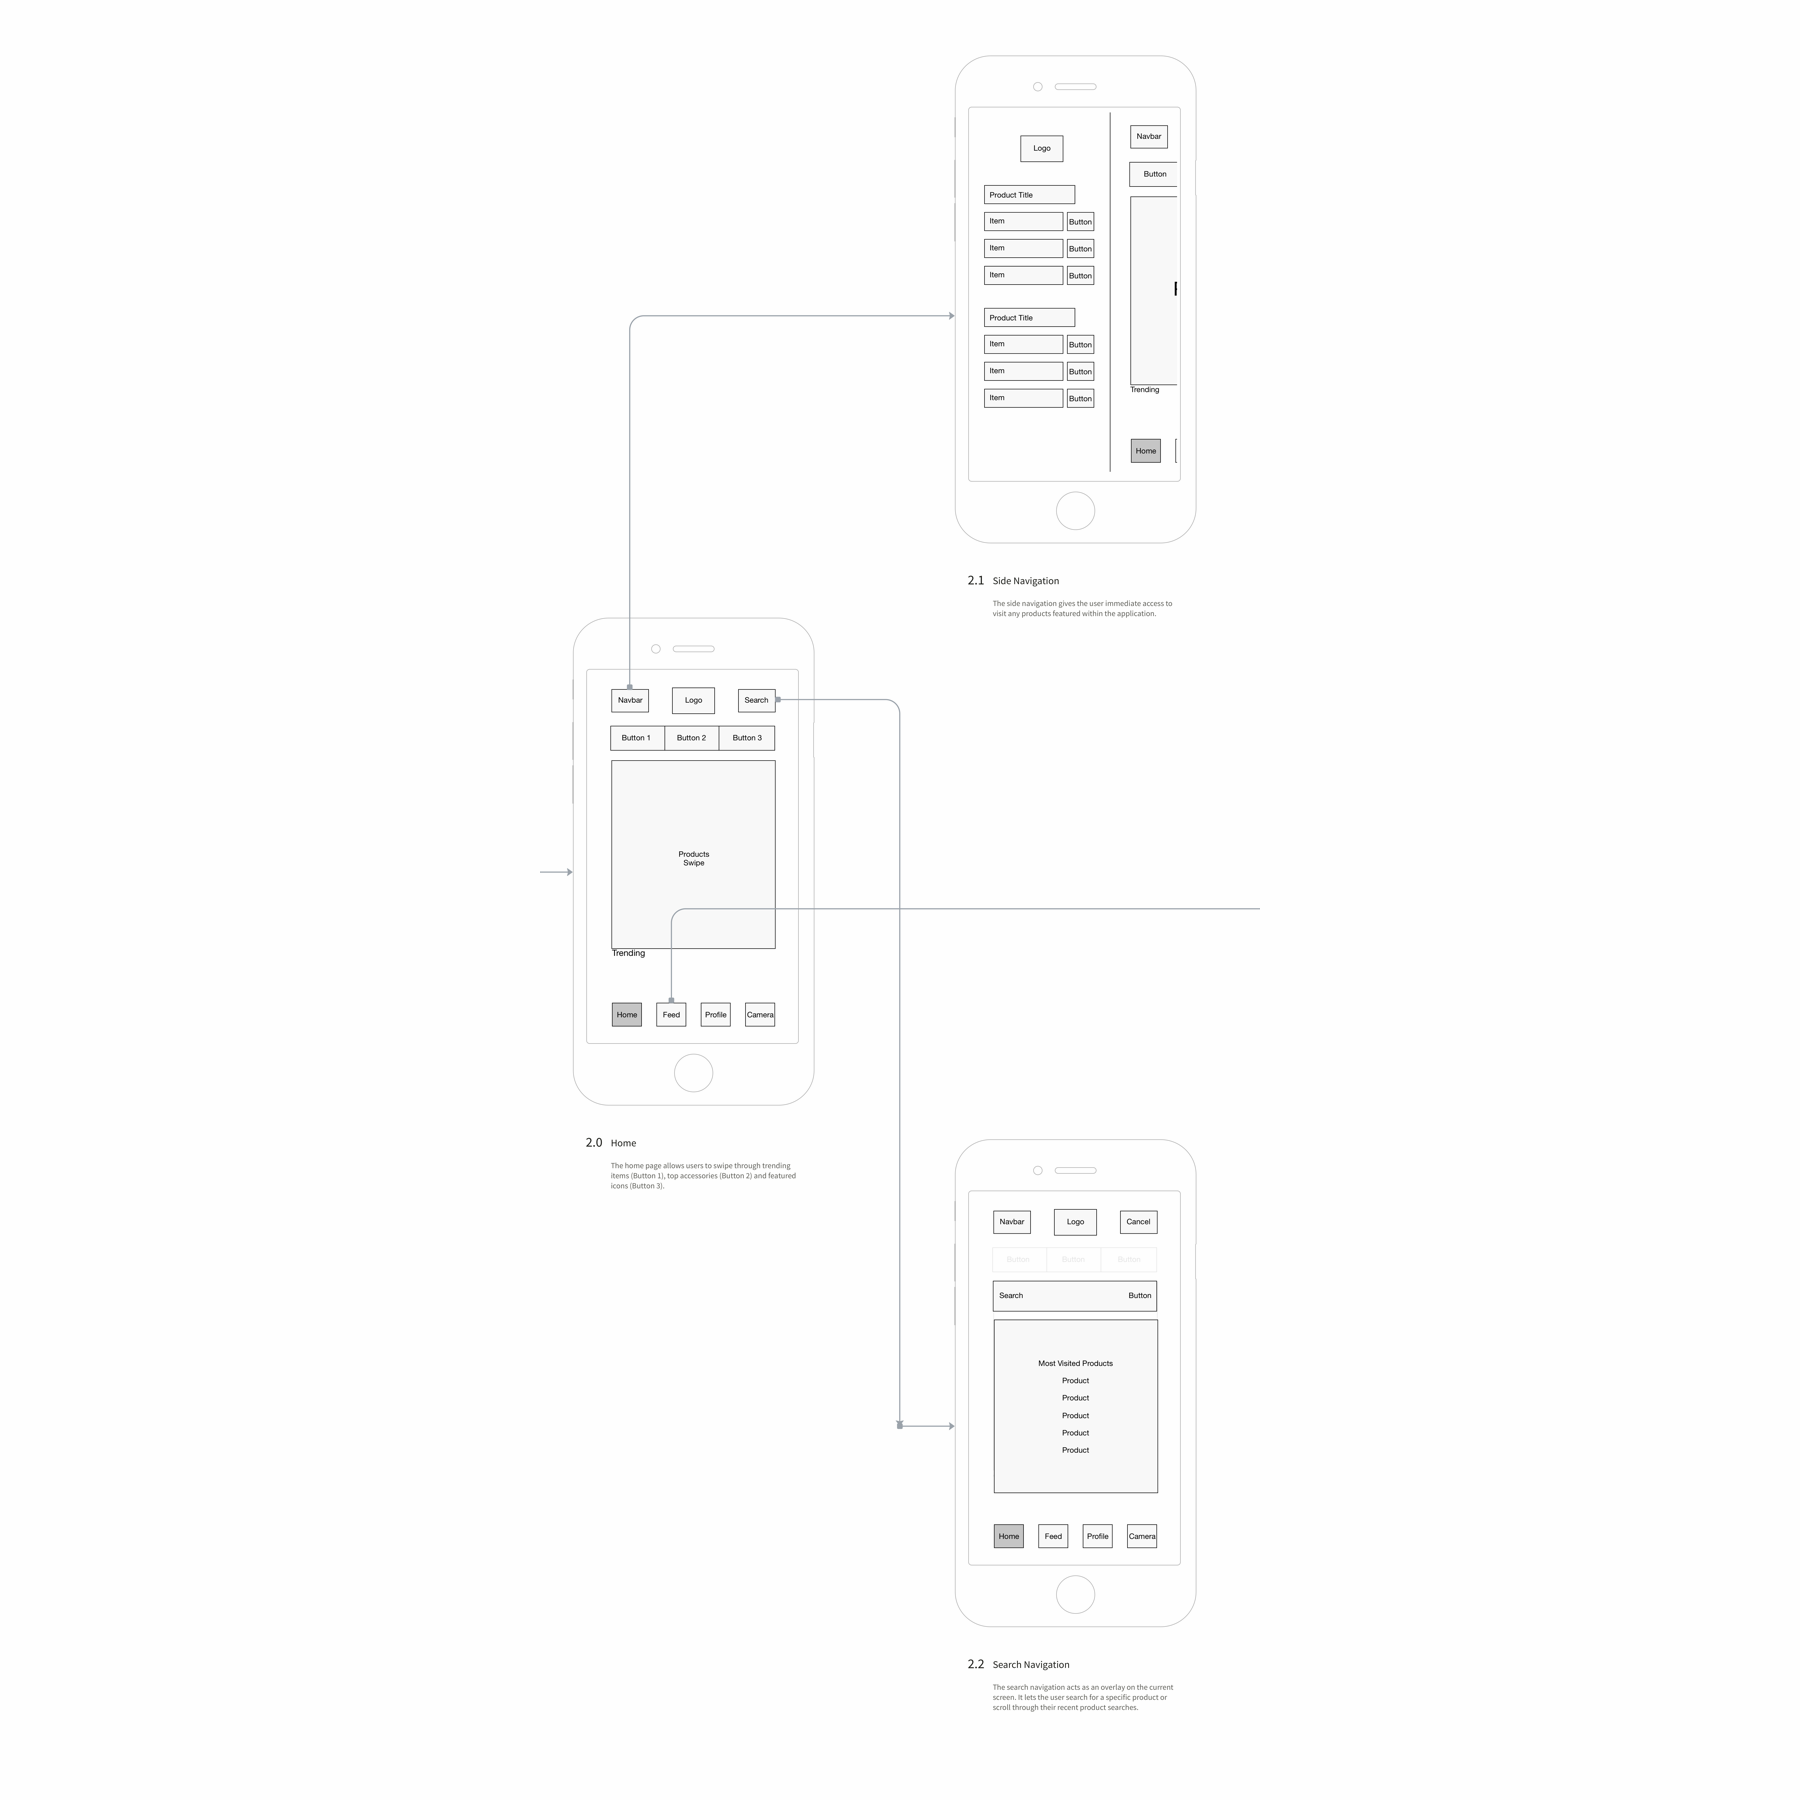 Logo
Product Title
Item Button
Item Button
Item Button
Product Title
Item Button
Item Button
Item Button
Navbar
Button
Trending
Home
2.1 Side Navigation
The side navigation gives the user immediate access to
visit any products featured within the application.
Navbar Logo Search
Button 1 Button 2 Button 3
Products
Swipe
Trending
Home Feed Profile Camera
2.0 Home
The home page allows users to swipe through trending
items (Button 1), top accessories (Button 2) and featured
icons (Button 3).
Navbar Logo Cancel
Button Button Button
Search Button
Most Visited Products
Product
Product
Product
Product
Product
Home Feed Profile Camera
2.2 Search Navigation
The search navigation acts as an overlay on the current
screen. It lets the user search for a specific product or
scroll through their recent product searches.